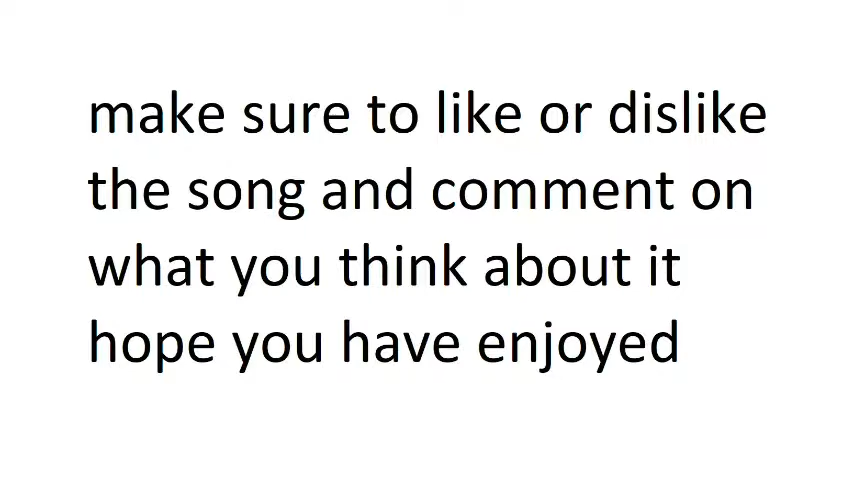 make sure to like or dislike
the song and comment on
what you think about it
hope you have enjoyed